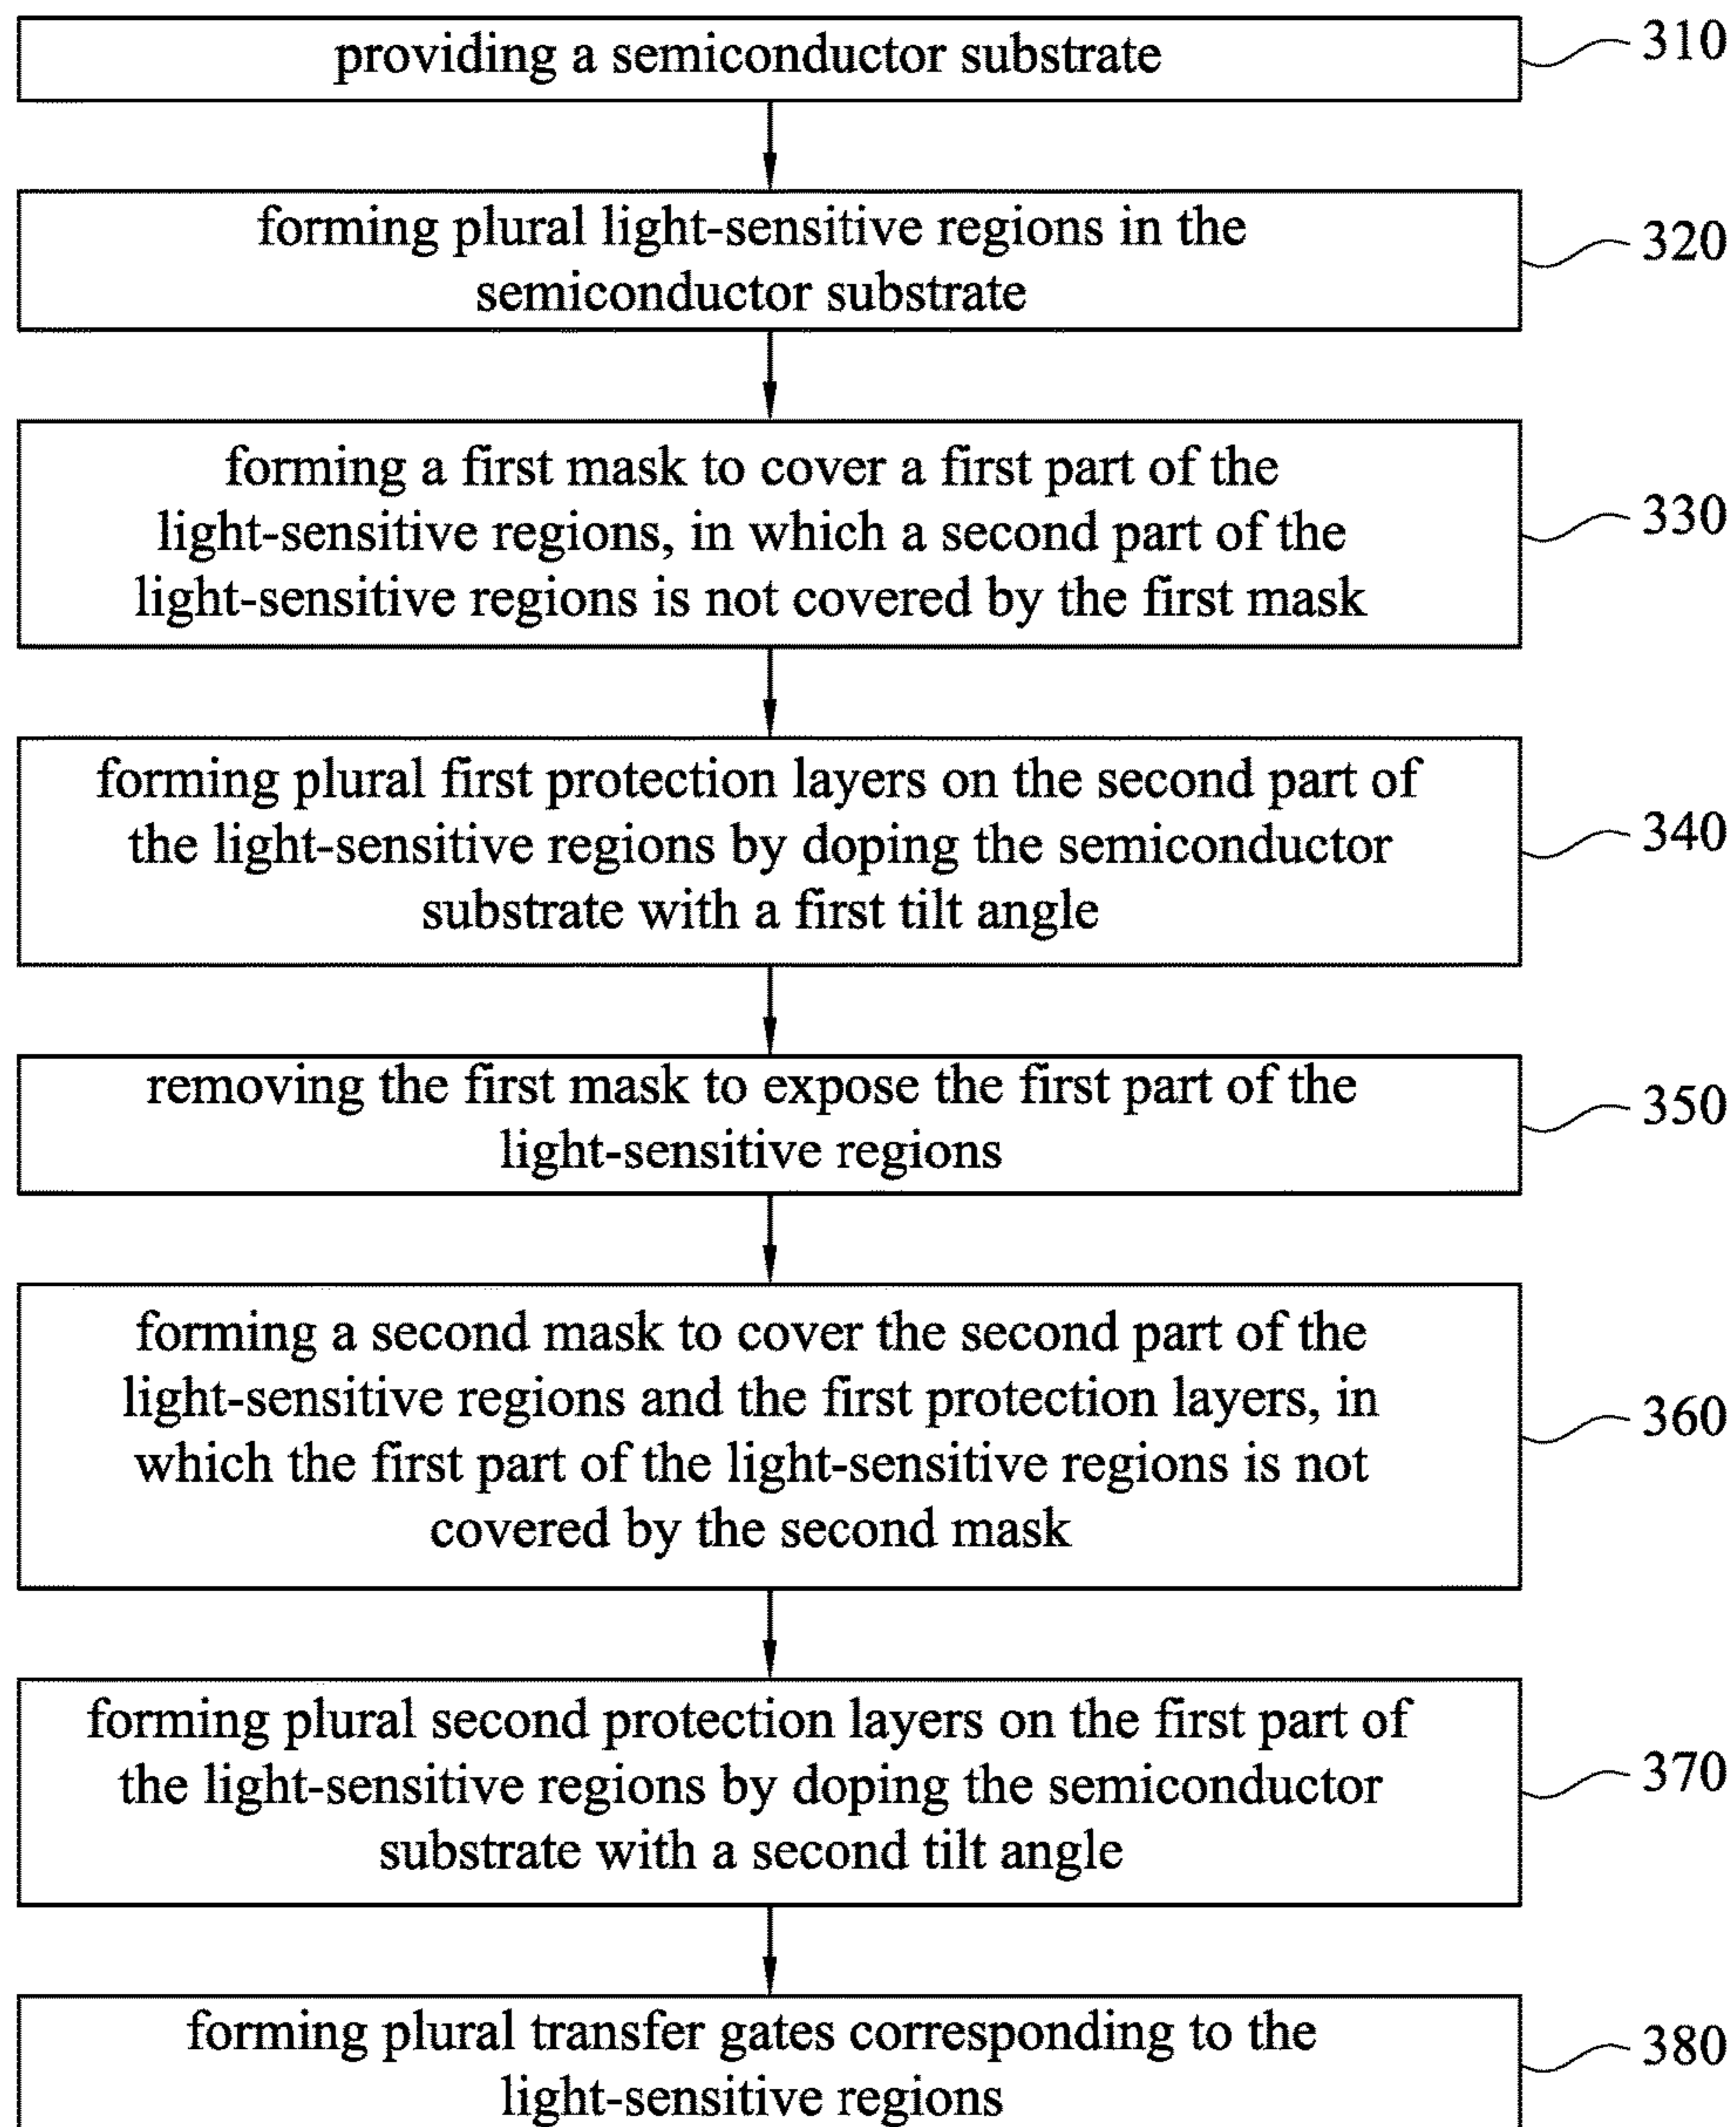 providing a semiconductor substrate
310
forming plural light-sensitive regions in the
semiconductor substrate
320
forming a first mask to cover a first part of the
light-sensitive regions, in which a second part of the
light-sensitive regions is not covered by the first mask
330
forming plural first protection layers on the second part of
the light-sensitive regions by doping the semiconductor
substrate with a first tilt angle
340
removing the first mask to expose the first part of the
light-sensitive regions
350
forming a second mask to cover the second part of the
light-sensitive regions and the first protection layers, in
which the first part of the light-sensitive regions is not
covered by the second mask
360
forming plural second protection layers on the first part of
the light-sensitive regions by doping the semiconductor
substrate with a second tilt angle
370
forming plural transfer gates corresponding to the
light-sensitive regions
380